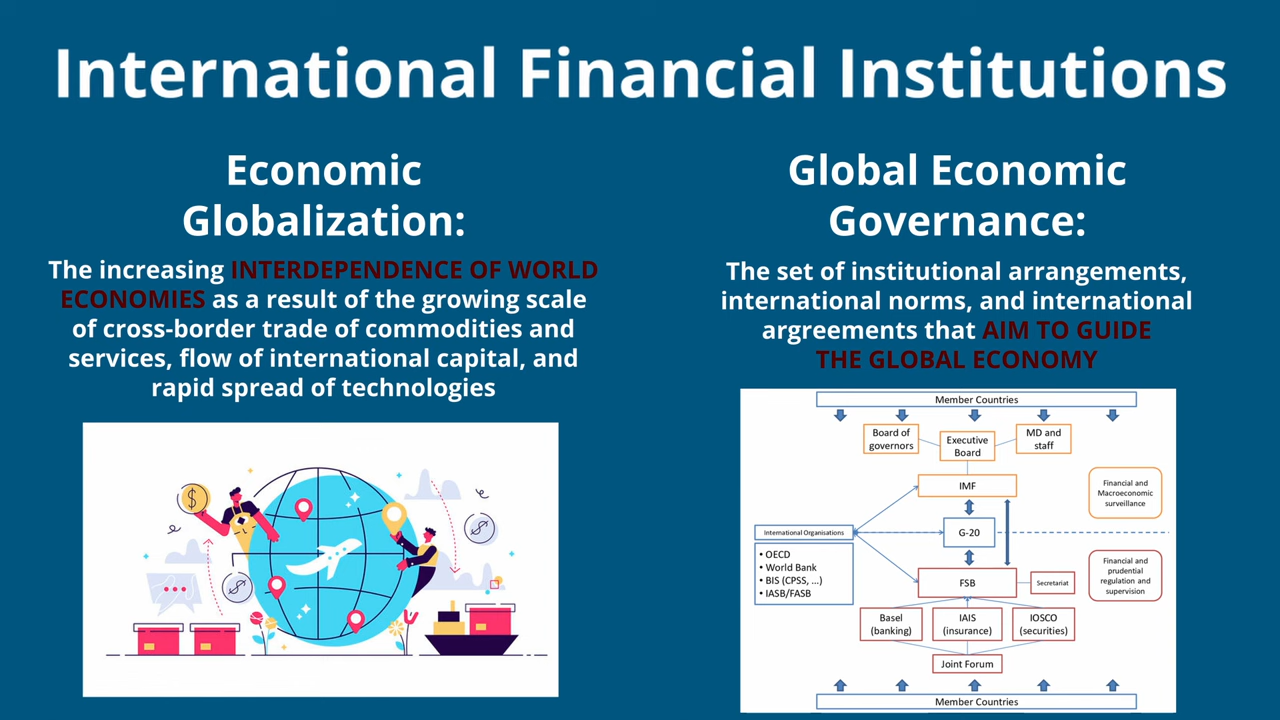 International Financial Institutions
Economic
Globalization:
The increasing INTERDEPENDENCE OF WORLD
ECONOMIES as a result of the growing scale
of cross-border trade of commodities and
services, flow of international capital, and
rapid spread of technologies
$
$
$
Global Economic
Governance:
The set of institutional arrangements,
international norms, and international
argreements that AIM TO GUIDE
THE GLOBAL ECONOMY
Member Countries
Board of
governors
Executive
Board
MD and
staff
IMF
Financial and
Macroeconomic
surveillance
International Organisations
G-20
• OECD
• World Bank
• BIS (CPSS, ...)
• IASB/FASB
FSB
Secretariat
Financial and
prudential
regulation and
supervision
Basel
(banking)
IAIS
(insurance)
IOSCO
(securities)
Joint Forum
Member Countries